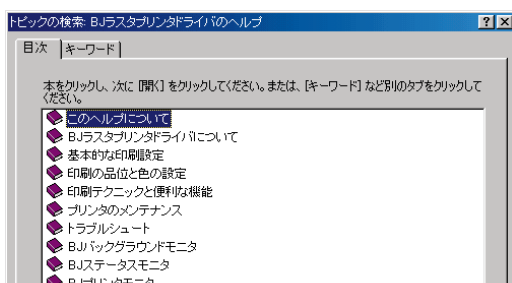 トピックの検索: BJラスタプリンタドライバのヘルプ
目次
キーワード
本をクリックし、次に [開く] をクリックしてください。または、[キーワード] など別のタブをクリックして
ください。
このヘルプについて
BJラスタプリンタドライバについて
基本的な印刷設定
印刷の品位と色の設定
印刷テクニックと便利な機能
プリンタのメンテナンス
トラブルシュート
BJバックグラウンドモニタ
BJステータスモニタ
BJプリンタモニタ